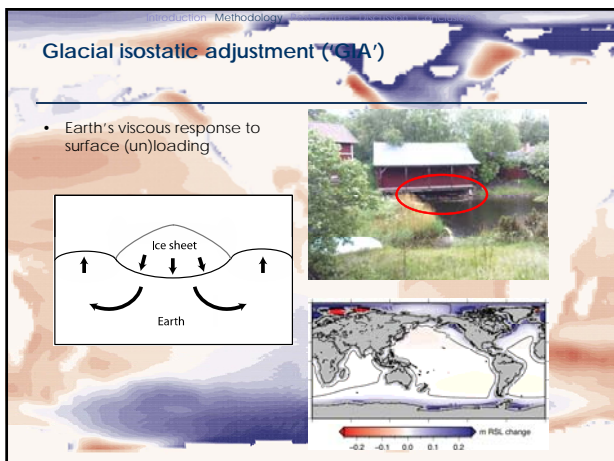 Introduction Methodology
Glacial isostatic adjustment ('GIA')
• Earth's viscous response to
surface (un)loading
Ice sheet
Earth
m RSL change
-0.2 -0.1 0.0 0.1 0.2